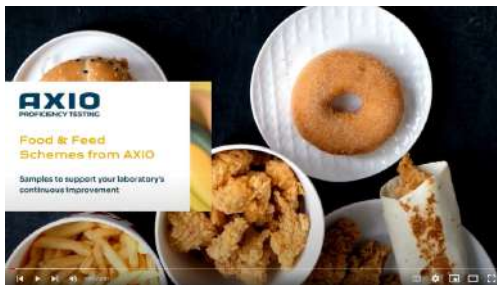 AXIO
PROFICIENCY TESTING
Food & Feed
Schemes from AXIO
Samples to support your laboratory's
continuous improvement